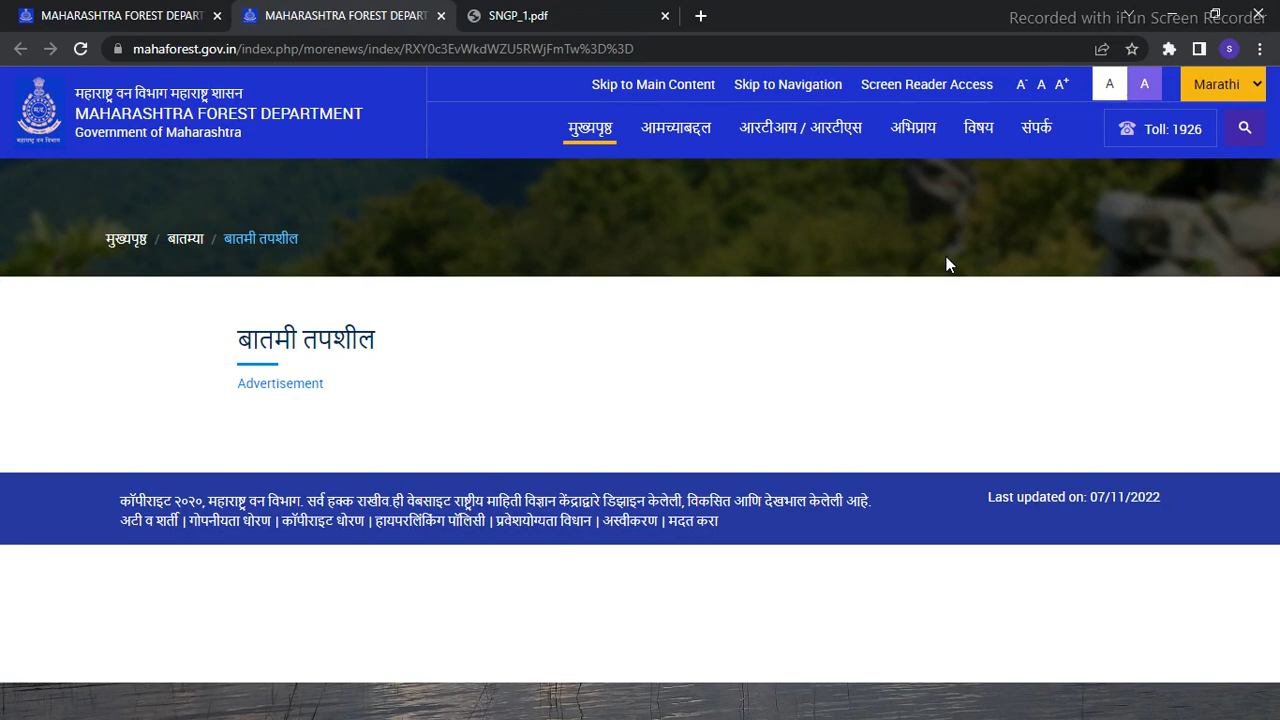 MAHARASHTRA FOREST DEPART
MAHARASHTRA FOREST DEPART
SNGP_1.pdf
Recorded with iFun Screen Recorder
mahaforest.gov.in/index.php/morenews/index/RXY0c3EvWkdWZU5RWjFmTw%3D%3D
S
महाराष्ट्र वन विभाग महाराष्ट्र शासन
MAHARASHTRA FOREST DEPARTMENT
Government of Maharashtra
Skip to Main Content
Skip to Navigation
Screen Reader Access
A- A A+
A A
Marathi
मुख्यपृष्ठ
आमच्याबद्दल
आरटीआय / आरटीएस
अभिप्राय
विषय
संपर्क
Toll: 1926
मुख्यपृष्ठ / बातम्या / बातमी तपशील
बातमी तपशील
Advertisement
कॉपीराइट २०२०, महाराष्ट्र वन विभाग. सर्व हक्क राखीव.ही वेबसाइट राष्ट्रीय माहिती विज्ञान केंद्राद्वारे डिझाइन केलेली, विकसित आणि देखभाल केलेली आहे.
अटी व शर्ती | गोपनीयता धोरण | कॉपीराइट धोरण | हायपरलिंकिंग पॉलिसी | प्रवेशयोग्यता विधान | अस्वीकरण | मदत करा
Last updated on: 07/11/2022